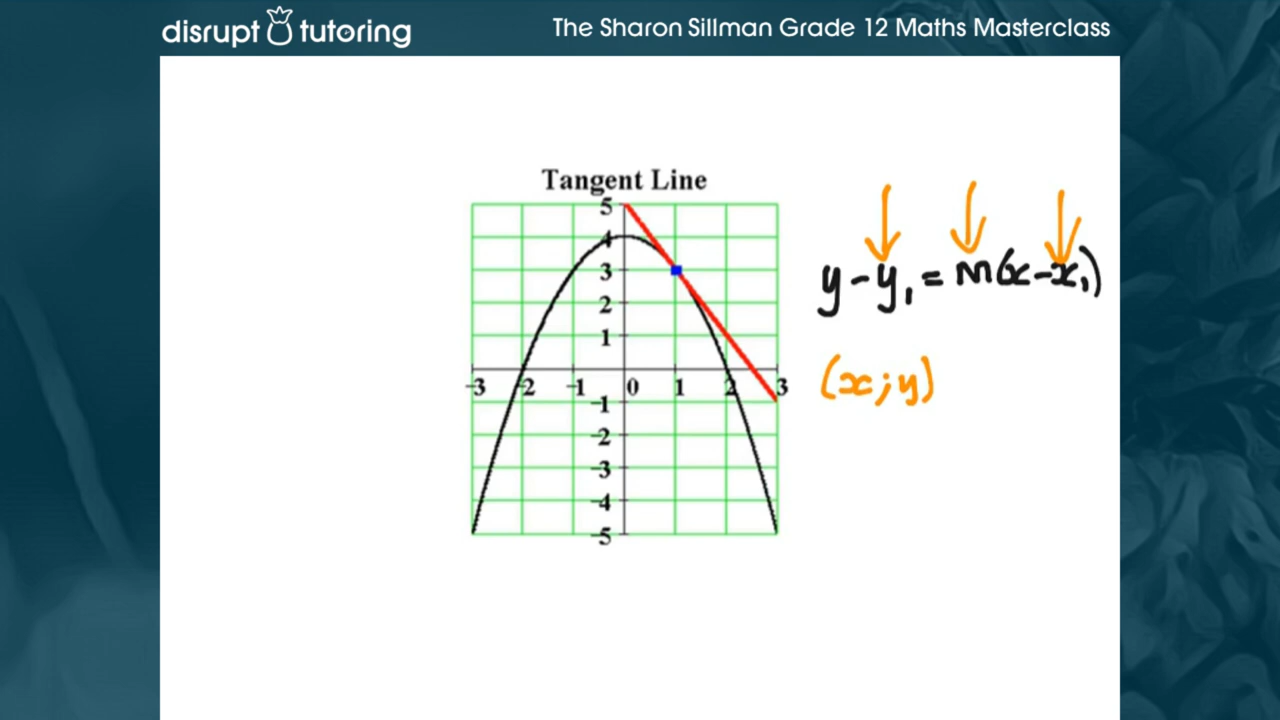 disrupt tutoring
The Sharon Sillman Grade 12 Maths Masterclass
Tangent Line
5
4
3
2
1
-3 -2 -1 0 1 2 3
-1
-2
-3
-4
-5
y - y₁ = m(x - x₁)
(x; y)